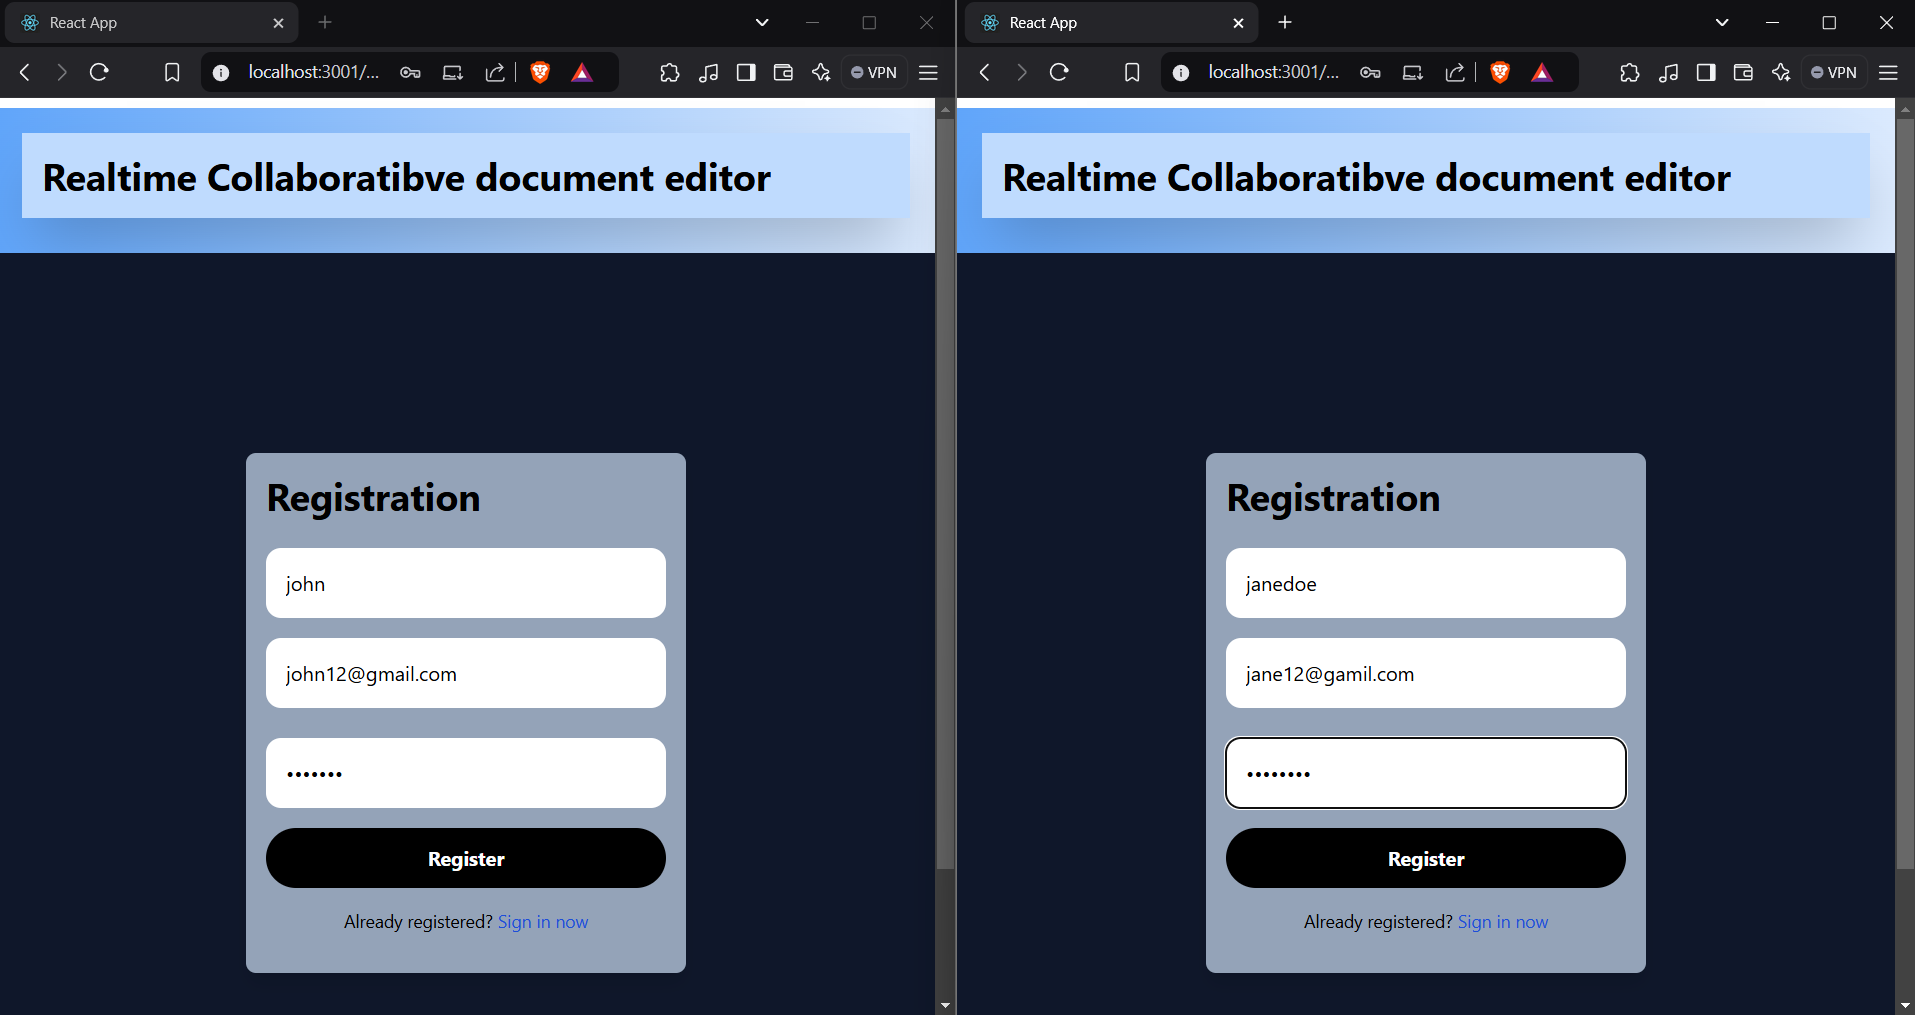 React App
localhost:3001/...
VPN
Realtime Collaboratibve document editor
Registration
john
john12@gmail.com
•••••••
Register
Already registered? Sign in now
React App
localhost:3001/...
VPN
Realtime Collaboratibve document editor
Registration
janedoe
jane12@gamil.com
••••••••
Register
Already registered? Sign in now